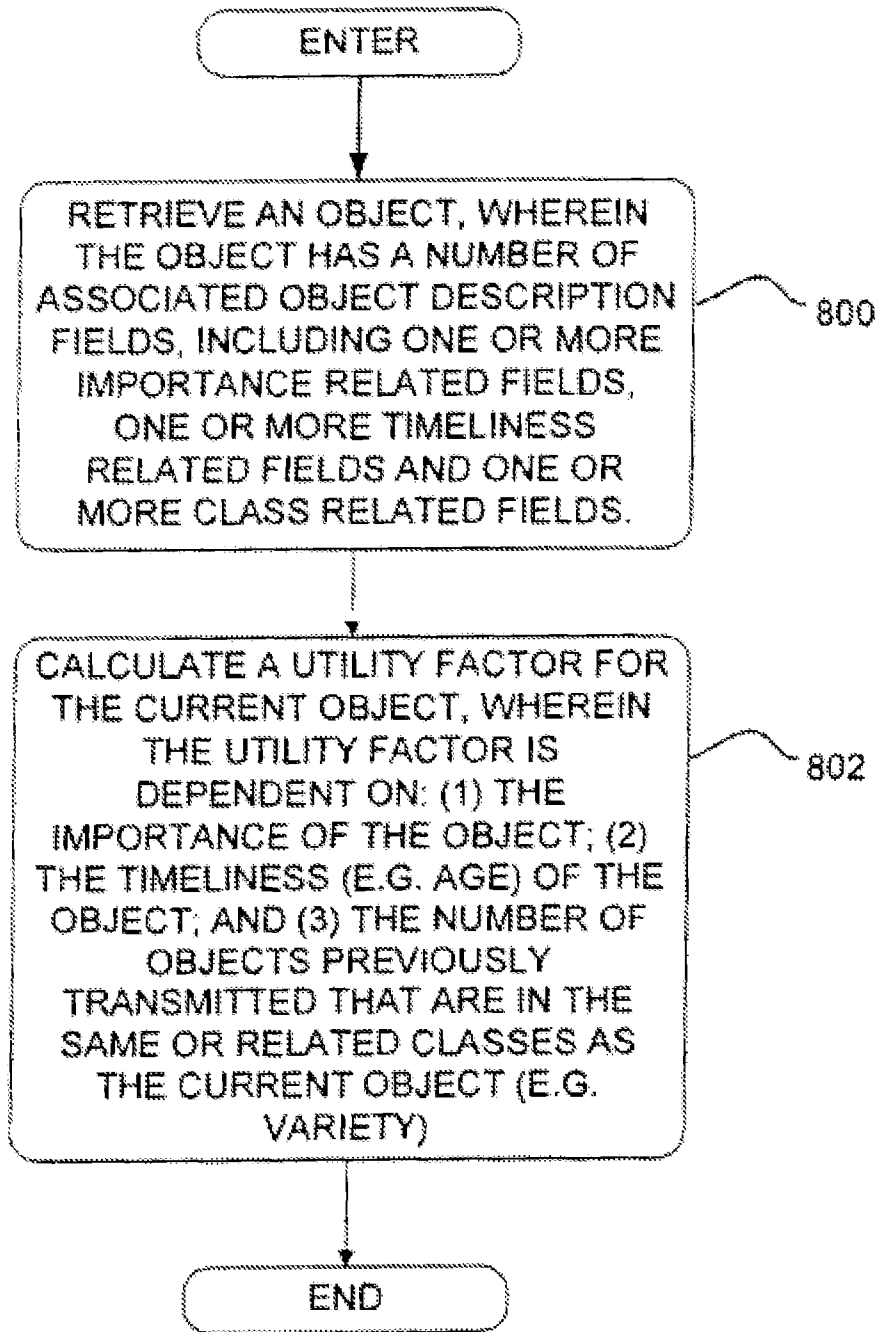 ENTER
RETRIEVE AN OBJECT, WHEREIN
THE OBJECT HAS A NUMBER OF
ASSOCIATED OBJECT DESCRIPTION
FIELDS, INCLUDING ONE OR MORE
IMPORTANCE RELATED FIELDS,
ONE OR MORE TIMELINESS
RELATED FIELDS AND ONE OR
MORE CLASS RELATED FIELDS.
800
CALCULATE A UTILITY FACTOR FOR
THE CURRENT OBJECT, WHEREIN
THE UTILITY FACTOR IS
DEPENDENT ON: (1) THE
IMPORTANCE OF THE OBJECT; (2)
THE TIMELINESS (E.G. AGE) OF THE
OBJECT; AND (3) THE NUMBER OF
OBJECTS PREVIOUSLY
TRANSMITTED THAT ARE IN THE
SAME OR RELATED CLASSES AS
THE CURRENT OBJECT (E.G.
VARIETY)
802
END